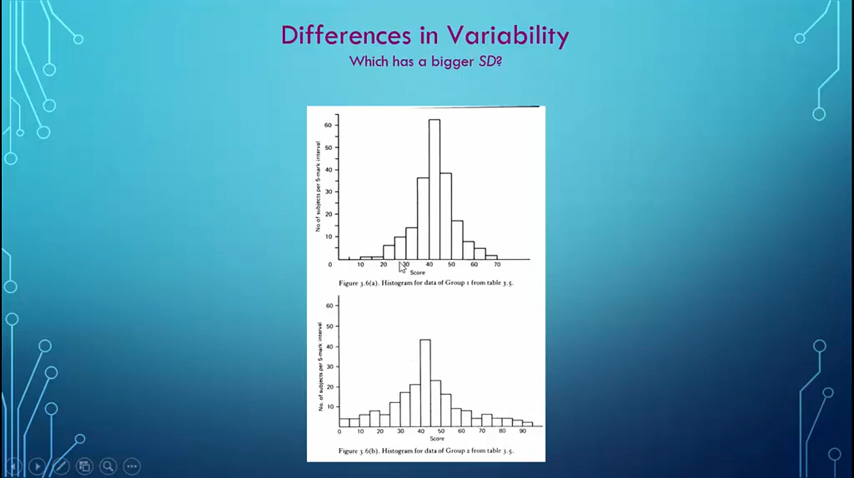 Differences in Variability
Which has a bigger SD?
No of subjects per 5-mark interval
60
50
40
30
20
10
0 10 20 30 40 50 60 70
Score
Figure 3.6(a). Histogram for data of Group 1 from table 3.5.
No. of subjects per 5-mark interval
60
50
40
30
20
10
0 10 20 30 40 50 60 70 80 90
Score
Figure 3.6(b). Histogram for data of Group 2 from table 3.5.